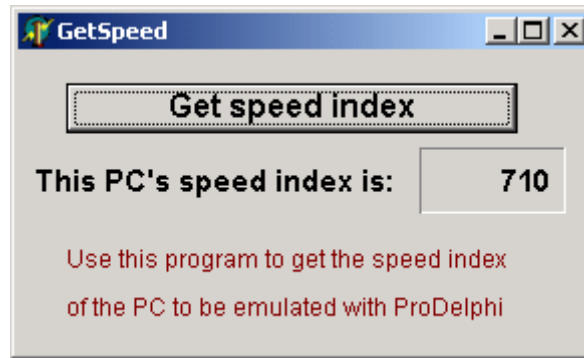 GetSpeed
Get speed index
This PC's speed index is: 710
Use this program to get the speed index
of the PC to be emulated with ProDelphi